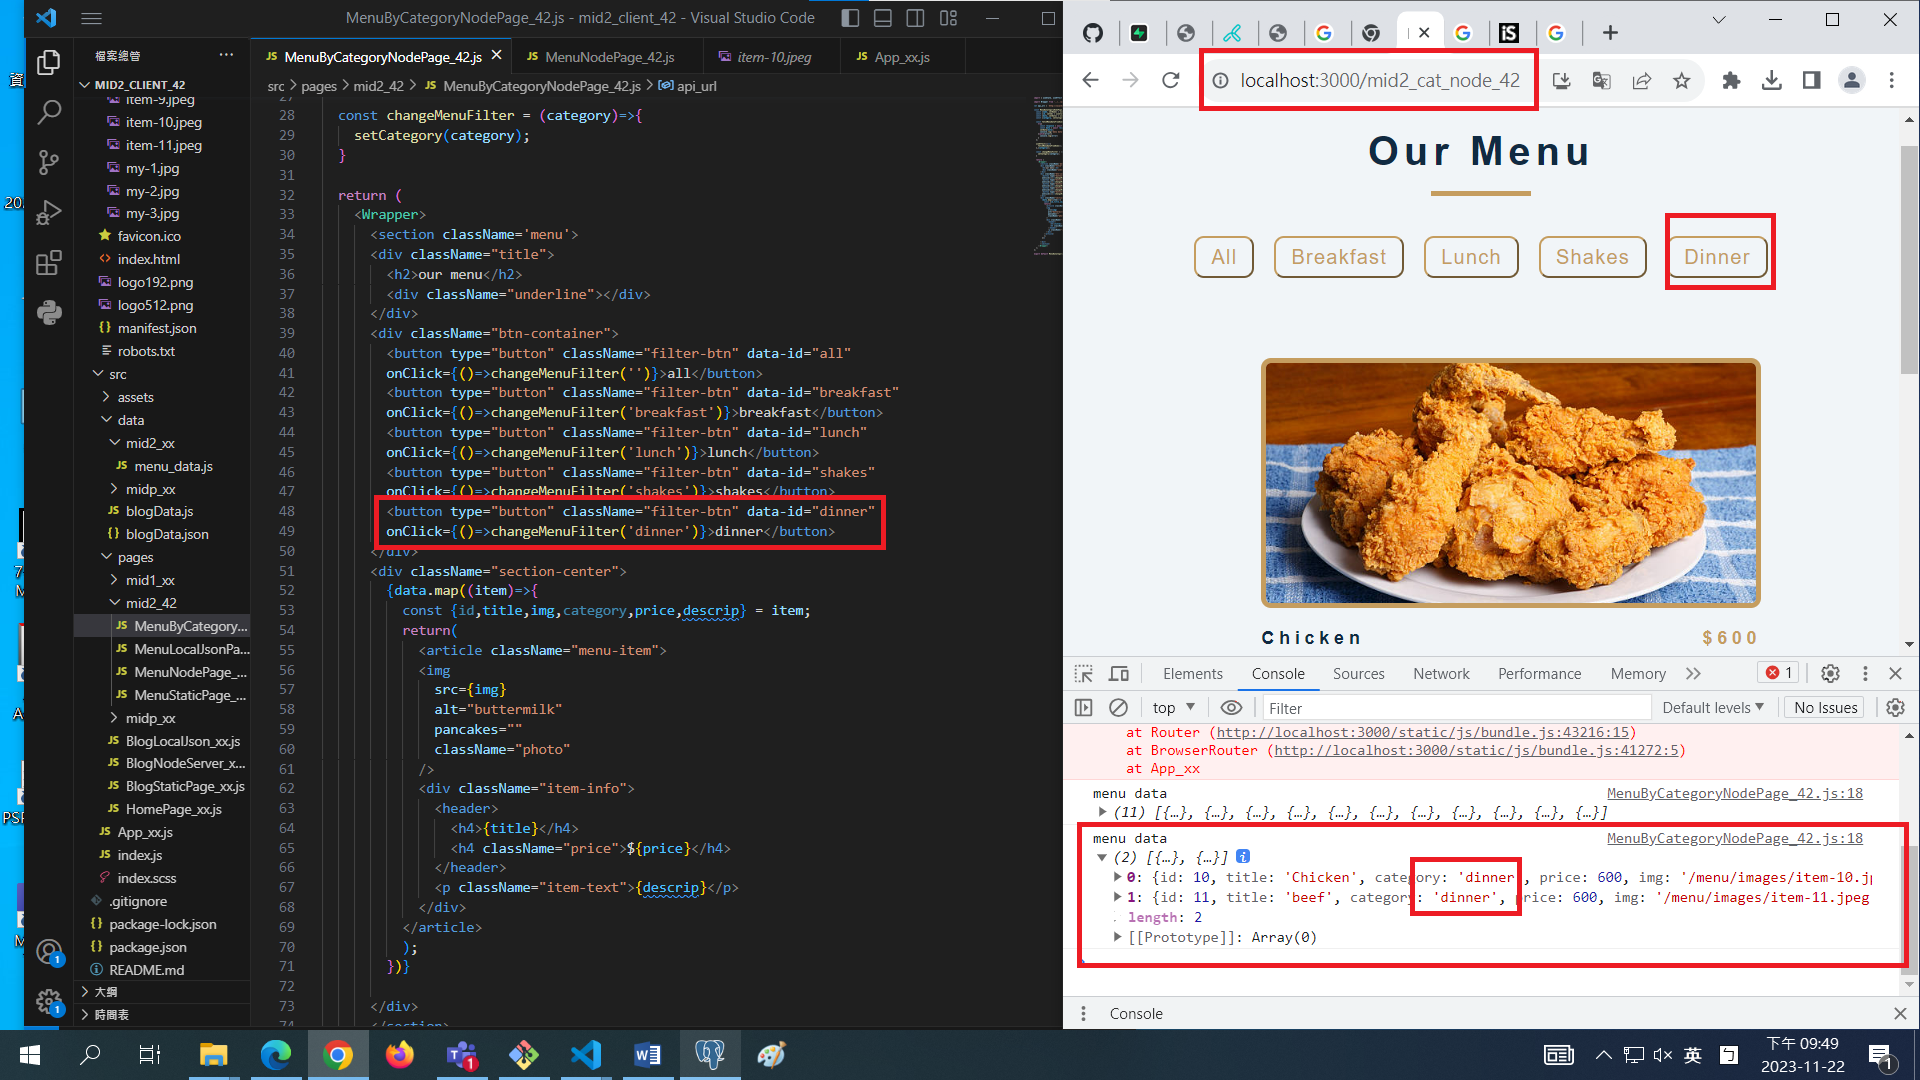 MenuByCategoryNodePage_42.js - mid2_client_42 - Visual Studio Code
檔案總管
MID2_CLIENT_42
item-9.jpeg
item-10.jpeg
item-11.jpeg
my-1.jpg
my-2.jpg
my-3.jpg
favicon.ico
index.html
logo192.png
logo512.png
manifest.json
robots.txt
src
assets
data
mid2_xx
menu_data.js
midp_xx
blogData.js
blogData.json
pages
mid1_xx
mid2_42
MenuByCategory...
MenuLocalJsonPa...
MenuNodePage_...
MenuStaticPage_...
midp_xx
BlogLocalJson_xx.js
BlogNodeServer_x...
BlogStaticPage_xx.js
HomePage_xx.js
App_xx.js
index.js
index.scss
.gitignore
package-lock.json
package.json
README.md
大綱
時間表
MenuByCategoryNodePage_42.js
MenuNodePage_42.js
item-10.jpeg
App_xx.js
src > pages > mid2_42 > MenuByCategoryNodePage_42.js > api_url
27
28 const changeMenuFilter = (category)=>{
29 setCategory(category);
30 }
31
32 return (
33 <Wrapper>
34 <section className='menu'>
35 <div className="title">
36 <h2>our menu</h2>
37 <div className="underline"></div>
38 </div>
39 <div className="btn-container">
40 <button type="button" className="filter-btn" data-id="all"
41 onClick={()=>changeMenuFilter('')}>all</button>
42 <button type="button" className="filter-btn" data-id="breakfast"
43 onClick={()=>changeMenuFilter('breakfast')}>breakfast</button>
44 <button type="button" className="filter-btn" data-id="lunch"
45 onClick={()=>changeMenuFilter('lunch')}>lunch</button>
46 <button type="button" className="filter-btn" data-id="shakes"
47 onClick={()=>changeMenuFilter('shakes')}>shakes</button>
48 <button type="button" className="filter-btn" data-id="dinner"
49 onClick={()=>changeMenuFilter('dinner')}>dinner</button>
50 </div>
51 <div className="section-center">
52 {data.map((item)=>{
53 const {id,title,img,category,price,descrip} = item;
54 return(
55 <article className="menu-item">
56 <img
57 src={img}
58 alt="buttermilk"
59 pancakes=""
60 className="photo"
61 />
62 <div className="item-info">
63 <header>
64 <h4>{title}</h4>
65 <h4 className="price">${price}</h4>
66 </header>
67 <p className="item-text">{descrip}</p>
68 </div>
69 </article>
70 );
71 })}
72
73 </div>
74 </section>
localhost:3000/mid2_cat_node_42
Our Menu
All Breakfast Lunch Shakes Dinner
Chicken $600
Elements Console Sources Network Performance Memory 1
top Filter Default levels No Issues
at Router (http://localhost:3000/static/js/bundle.js:43216:15)
at BrowserRouter (http://localhost:3000/static/js/bundle.js:41272:5)
at App_xx
menu data MenuByCategoryNodePage_42.js:18
(11) [{…}, {…}, {…}, {…}, {…}, {…}, {…}, {…}, {…}, {…}, {…}]
menu data MenuByCategoryNodePage_42.js:18
(2) [{…}, {…}]
0: {id: 10, title: 'Chicken', category: 'dinner', price: 600, img: '/menu/images/item-10.jp
1: {id: 11, title: 'beef', category: 'dinner', price: 600, img: '/menu/images/item-11.jpeg
length: 2
[[Prototype]]: Array(0)
Console
英
下午 09:49
2023-11-22